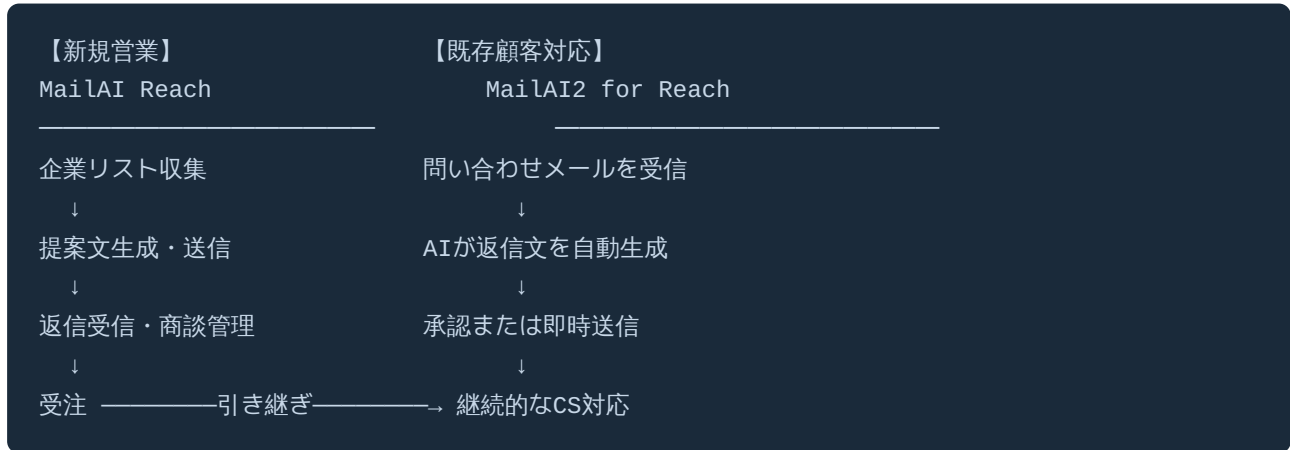 【新規営業】 【既存顧客対応】
MailAI Reach MailAI2 for Reach
──────────────────── ────────────────────
企業リスト収集 問い合わせメールを受信
↓ ↓
提案文生成・送信 AIが返信文を自動生成
↓ ↓
返信受信・商談管理 承認または即時送信
↓ ↓
受注 ───────引き継ぎ───────→ 継続的なCS対応